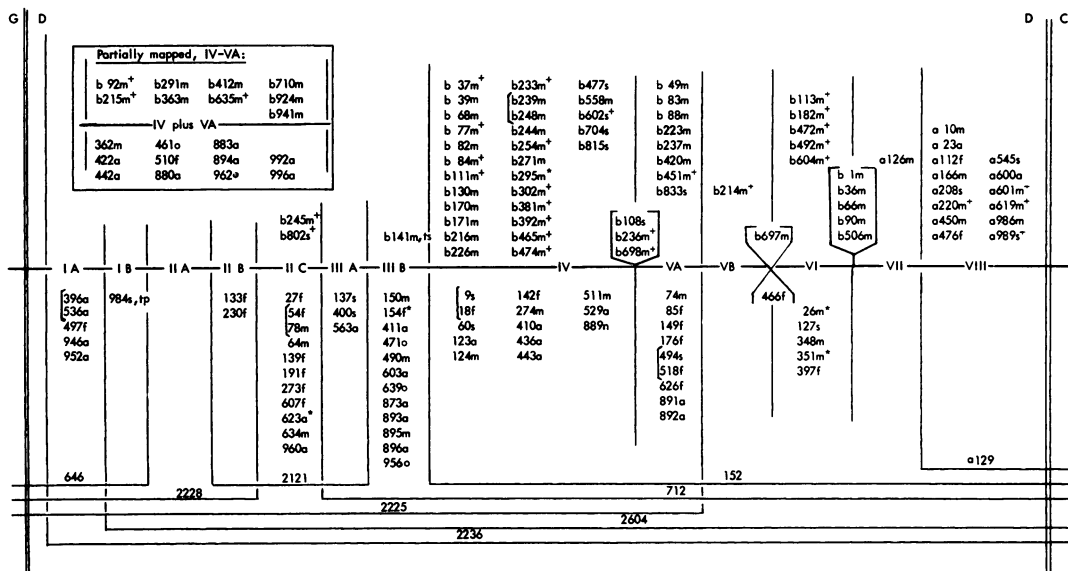 G D D C
Partially mapped, IV-VA:
b 92m+ b291m b412m b710m
b215m+ b363m b635m+ b924m
b941m
IV plus VA
362m 461o 883a
422a 510f 894a 992a
442a 880a 962 996a
b245m+
b802s+
b141m, ts
b 37m+ b233m+ b477s
b 39m b239m b558m
b 68m b248m b602s+
b 77m+ b244m b704s
b 82m b254m+ b815s
b 84m+ b271m
b111m+ b295m*
b130m b302m+
b170m b381m+
b171m b392m+
b216m b465m+
b226m b474m+
b108s
b236m+
b698m+
b 49m
b 83m
b 88m
b223m
b237m
b420m
b451m+
b833s
b214m+
b697m
b113m+
b182m+
b472m+
b492m+
b604m+
b 1m
b36m
b66m
b90m
b506m
a126m
a 10m
a 23a
a112f a545s
a166m a600a
a208s a601m+
a220m+ a619m+
a450m a986m
a476f a989s+
I A I B II A II B II C III A III B IV VA VB VI VII VIII
396a
536a
497f
946a
952a
984s, tp
133f
230f
27f
54f
78m
64m
139f
191f
273f
607f
623a*
634m
960a
137s
400s
563a
150m
154f*
411a
471o
490m
603a
639o
873a
893a
895m
896a
956o
9s 142f 511m
18f 274m 529a
60s 410a 889n
123a 436a
124m 443a
74m
85f
149f
176f
494s
518f
626f
891a
892a
466f
26m*
127s
348m
351m*
397f
646 2121 152 a129
2228 712
2225
2604
2236